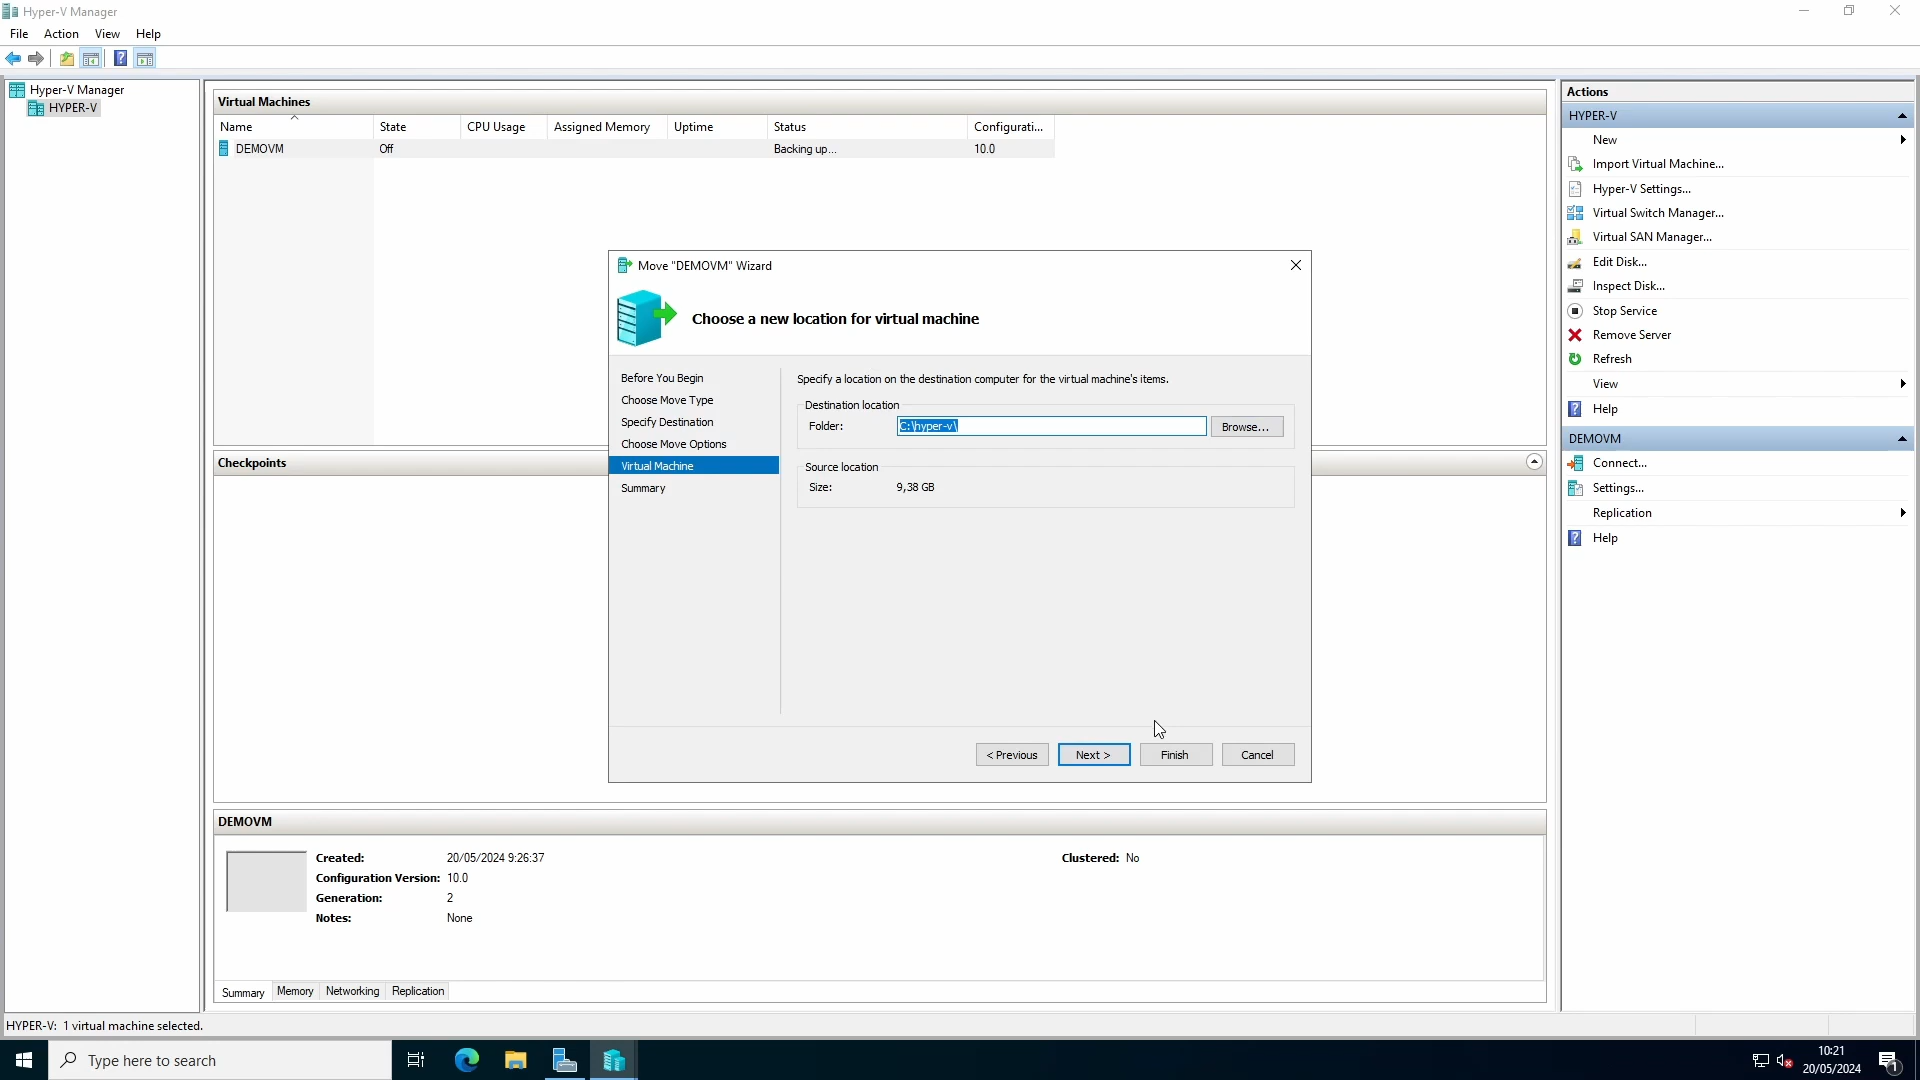 Hyper-V Manager
File Action View Help
Hyper-V Manager
HYPER-V
Virtual Machines
Name State CPU Usage Assigned Memory Uptime Status Configurati...
DEMOVM Off Backing up... 10.0
Move "DEMOVM" Wizard
Choose a new location for virtual machine
Before You Begin
Choose Move Type
Specify Destination
Choose Move Options
Virtual Machine
Summary
Specify a location on the destination computer for the virtual machine's items.
Destination location
Folder: C:\hyper-v\ Browse...
Source location
Size: 9,38 GB
< Previous Next > Finish Cancel
Checkpoints
DEMOVM
Created: 20/05/2024 9:26:37 Clustered: No
Configuration Version: 10.0
Generation: 2
Notes: None
Summary Memory Networking Replication
Actions
HYPER-V
New
Import Virtual Machine...
Hyper-V Settings...
Virtual Switch Manager...
Virtual SAN Manager...
Edit Disk...
Inspect Disk...
Stop Service
Remove Server
Refresh
View
Help
DEMOVM
Connect...
Settings...
Replication
Help
HYPER-V: 1 virtual machine selected.
Type here to search
10:21
20/05/2024
1